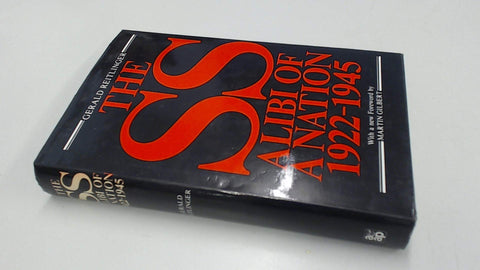 GERALD REITLINGER
THE
SS
ALIBI OF
A NATION
1922-1945
With a new Foreword by
MARTIN GILBERT
THE
SS
ALIBI OF
A NATION
1922-1945
GERALD
REITLINGER